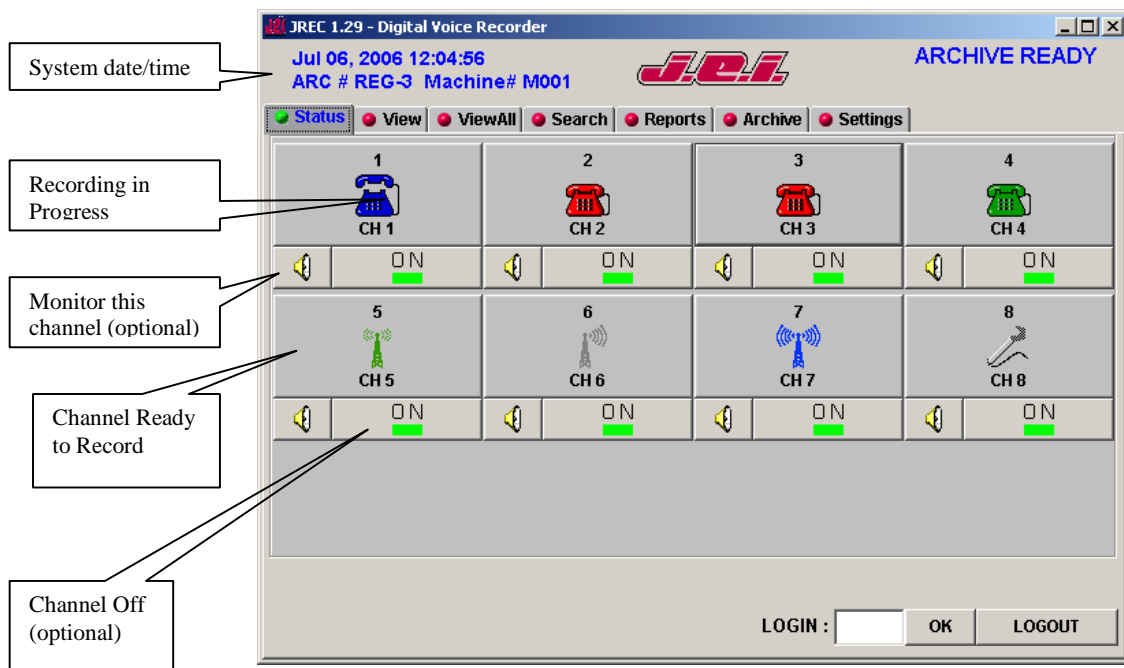 JREC 1.29 - Digital Voice Recorder
System date/time
Jul 06, 2006 12:04:56
ARC # REG-3 Machine# M001
J.E.I.
ARCHIVE READY
Status View ViewAll Search Reports Archive Settings
Recording in
Progress
1 2 3 4
CH 1 CH 2 CH 3 CH 4
ON ON ON ON
Monitor this
channel (optional)
5 6 7 8
CH 5 CH 6 CH 7 CH 8
ON ON ON ON
Channel Ready
to Record
Channel Off
(optional)
LOGIN : OK LOGOUT